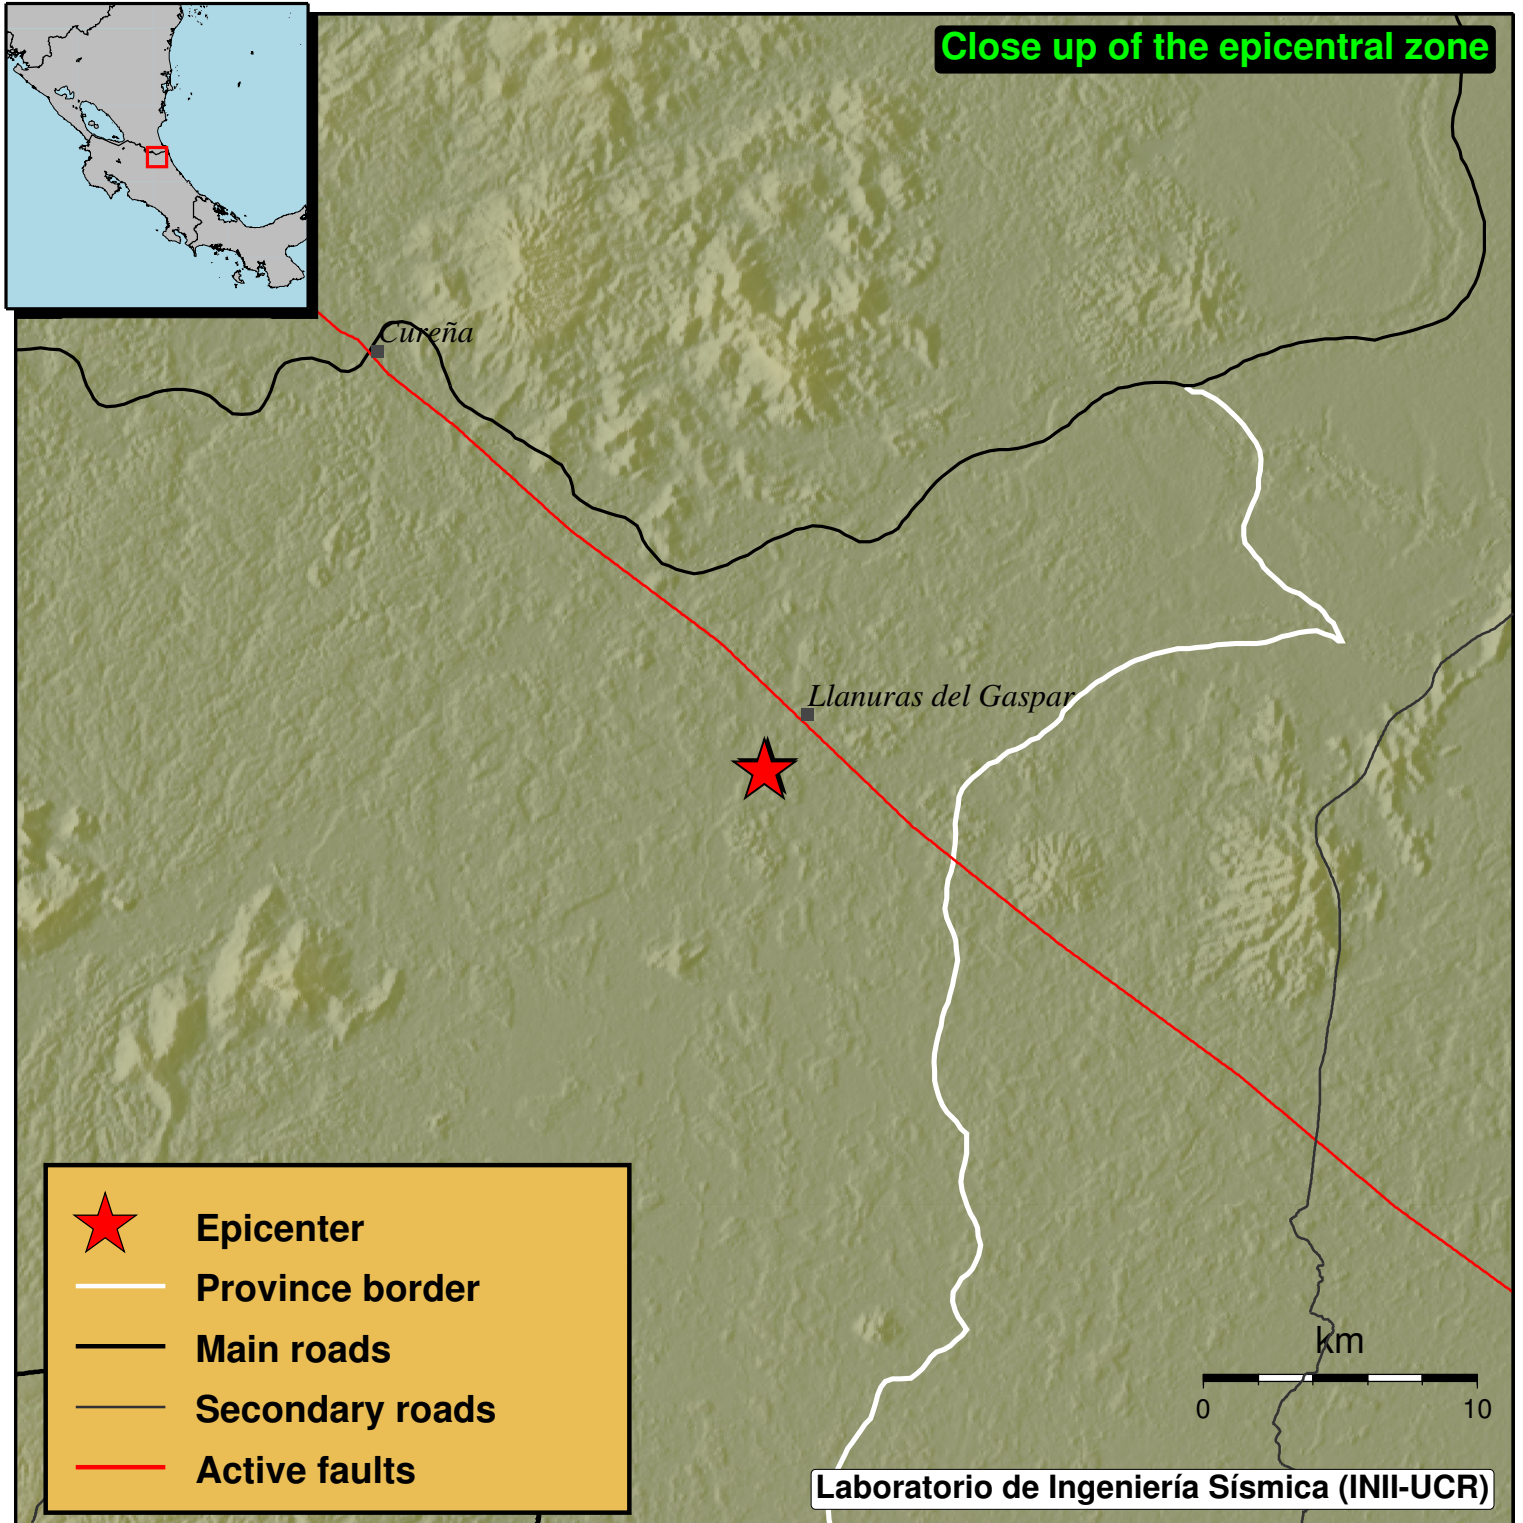 Close up of the epicentral zone
Cureña
Llanuras del Gaspar
Epicenter
Province border
Main roads
Secondary roads
Active faults
km
0 10
Laboratorio de Ingeniería Sísmica (INII-UCR)